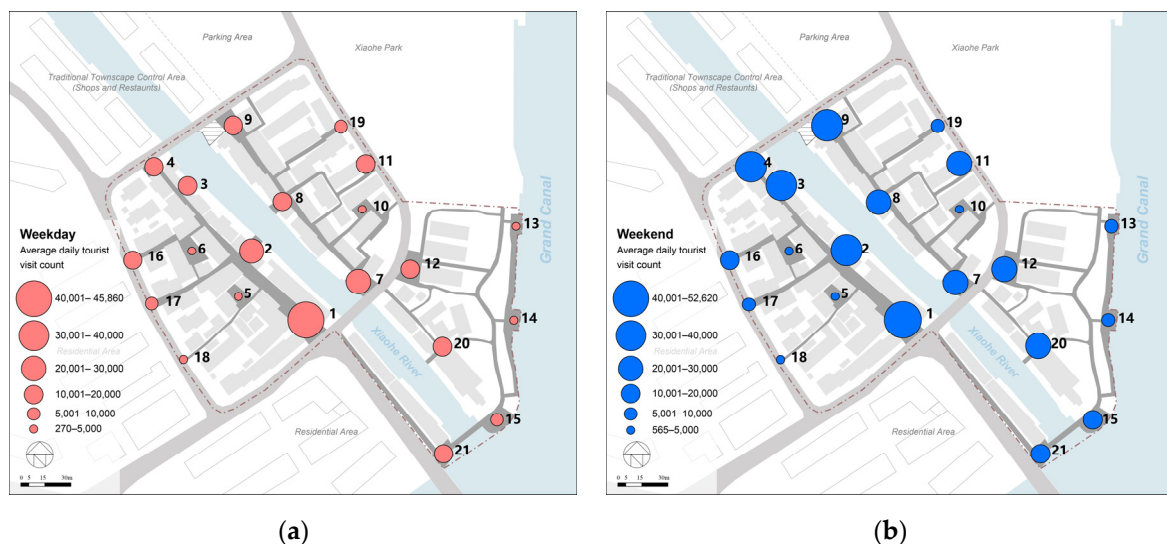 Parking Area
Xiaohe Park
Traditional Townscape Control Area
(Shops and Restaunts)
9
19
4
11
3
8
10
Grand Canal
13
Weekday
Average daily tourist
visit count
6
2
16
12
40,001– 45,860
7
5
17
1
14
30,001– 40,000
Residential Area
Xiaohe River
20
20,001– 30,000
18
10,001–20,000
5,001 10,000
15
270–5,000
Residential Area
21
0 5 15 30m
(a)
Parking Area
Xiaohe Park
Traditional Townscape Control Area
(Shops and Restaunts)
9
19
4
11
3
8
10
Grand Canal
13
Weekend
Average daily tourist
visit count
6
2
16
12
40,001–52,620
7
5
17
1
14
30,001–40,000
Residential Area
Xiaohe River
20
20,001–30,000
18
10,001–20,000
5,001 10,000
15
565–5,000
Residential Area
21
0 5 15 30m
(b)